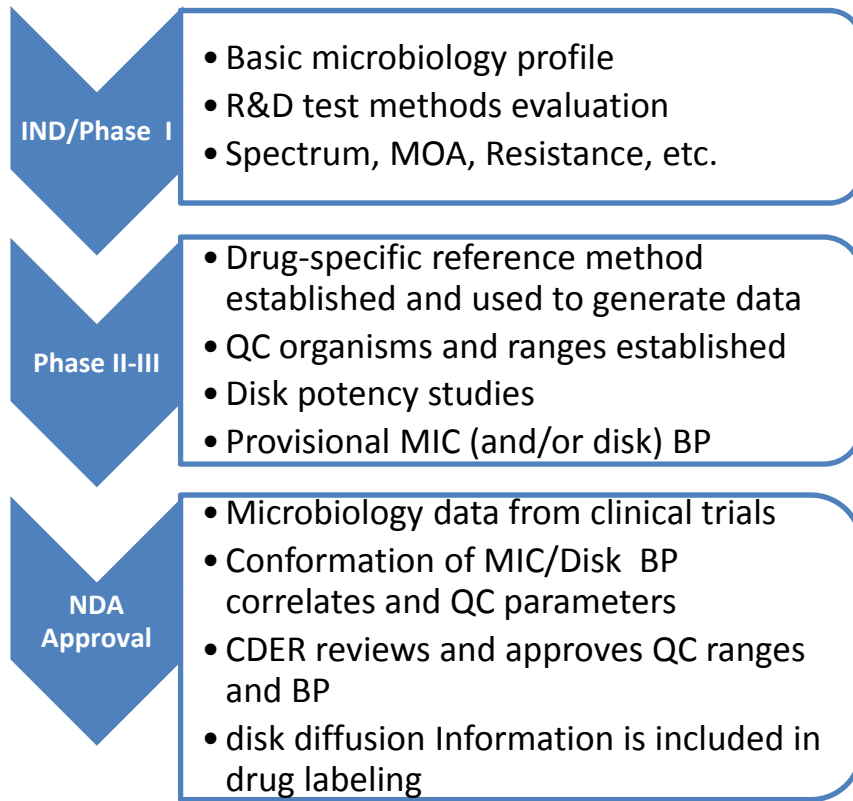 IND/Phase I
• Basic microbiology profile
• R&D test methods evaluation
• Spectrum, MOA, Resistance, etc.
Phase II-III
• Drug-specific reference method
established and used to generate data
• QC organisms and ranges established
• Disk potency studies
• Provisional MIC (and/or disk) BP
NDA
Approval
• Microbiology data from clinical trials
• Conformation of MIC/Disk BP
correlates and QC parameters
• CDER reviews and approves QC ranges
and BP
• disk diffusion Information is included in
drug labeling